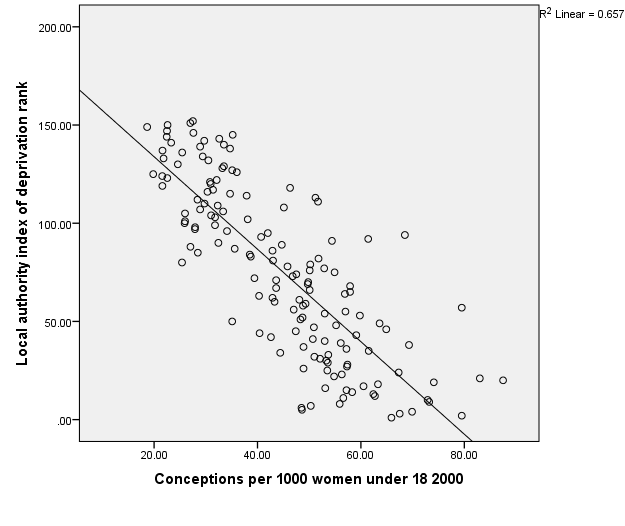 R2 Linear = 0.657
200.00
150.00
100.00
50.00
.00
Local authority index of deprivation rank
20.00 40.00 60.00 80.00
Conceptions per 1000 women under 18 2000